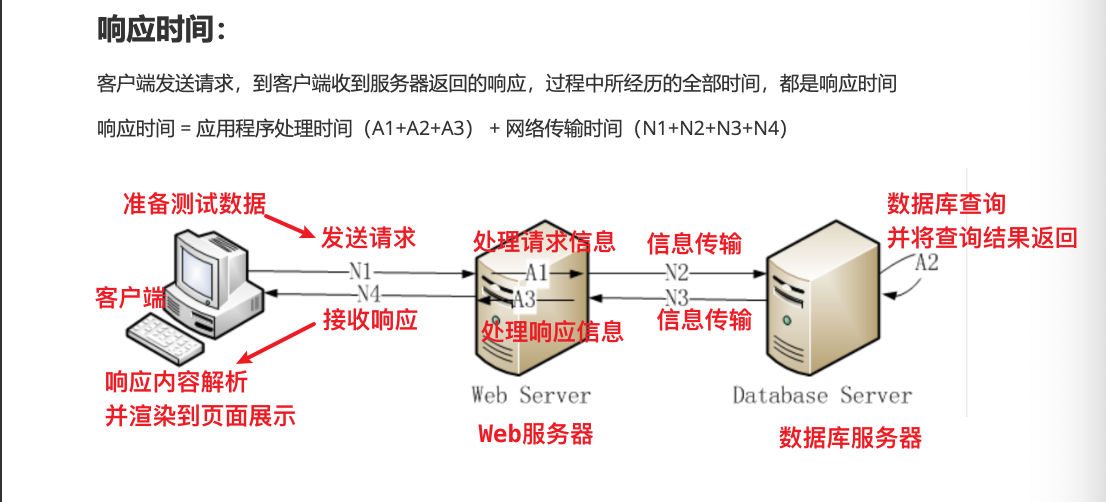 响应时间：
客户端发送请求，到客户端收到服务器返回的响应，过程中所经历的全部时间，都是响应时间
响应时间 = 应用程序处理时间（A1+A2+A3） + 网络传输时间（N1+N2+N3+N4）
准备测试数据
发送请求
处理请求信息
信息传输
数据库查询
并将查询结果返回
N1
A1
N2
A2
客户端
N4
A3
N3
接收响应
处理响应信息
信息传输
响应内容解析
并渲染到页面展示
Web Server
Database Server
Web服务器
数据库服务器